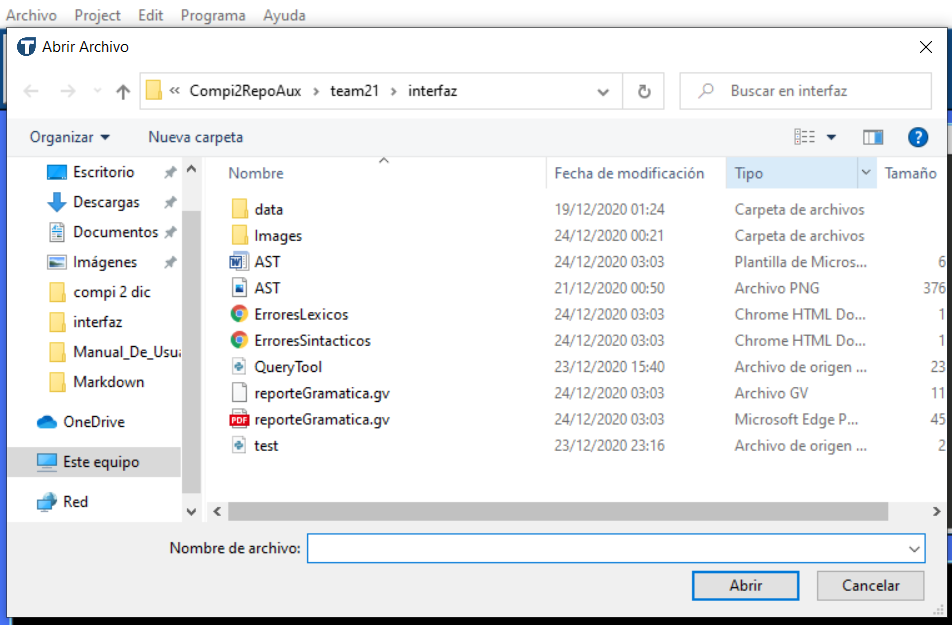 Archivo Project Edit Programa Ayuda
Abrir Archivo
« Compi2RepoAux › team21 › interfaz
Buscar en interfaz
Organizar Nueva carpeta
Nombre Fecha de modificación Tipo Tamaño
Escritorio
Descargas
Documentos
Imágenes
compi 2 dic
interfaz
Manual_De_Usu
Markdown
OneDrive
Este equipo
Red
data 19/12/2020 01:24 Carpeta de archivos
Images 24/12/2020 00:21 Carpeta de archivos
AST 24/12/2020 03:03 Plantilla de Micros... 6
AST 21/12/2020 00:50 Archivo PNG 376
ErroresLexicos 24/12/2020 03:03 Chrome HTML Do... 1
ErroresSintacticos 24/12/2020 03:03 Chrome HTML Do... 1
QueryTool 23/12/2020 15:40 Archivo de origen ... 23
reporteGramatica.gv 24/12/2020 03:03 Archivo GV 11
PDF reporteGramatica.gv 24/12/2020 03:03 Microsoft Edge P... 45
test 23/12/2020 23:16 Archivo de origen ... 2
Nombre de archivo:
Abrir Cancelar